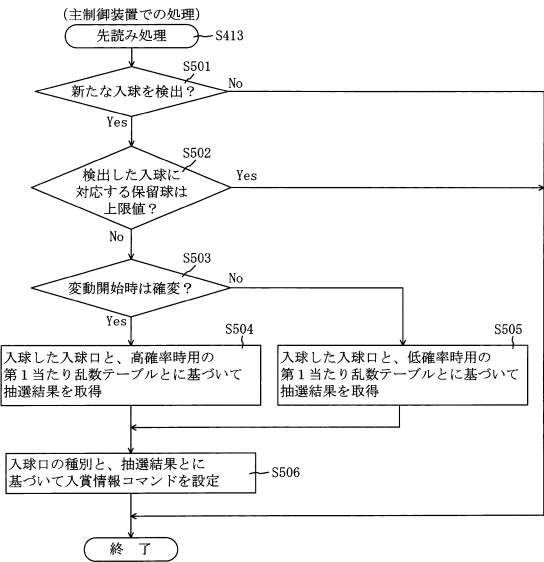 (主制御装置での処理)
先読み処理
S413
S501
新たな入球を検出?
No
Yes
S502
検出した入球に
対応する保留球は
上限値?
Yes
No
S503
変動開始時は確変?
No
Yes
S504
入球した入球口と、高確率時用の
第1当たり乱数テーブルとに基づいて
抽選結果を取得
S505
入球した入球口と、低確率時用の
第1当たり乱数テーブルとに基づいて
抽選結果を取得
入球口の種別と、抽選結果とに
基づいて入賞情報コマンドを設定
S506
終 了